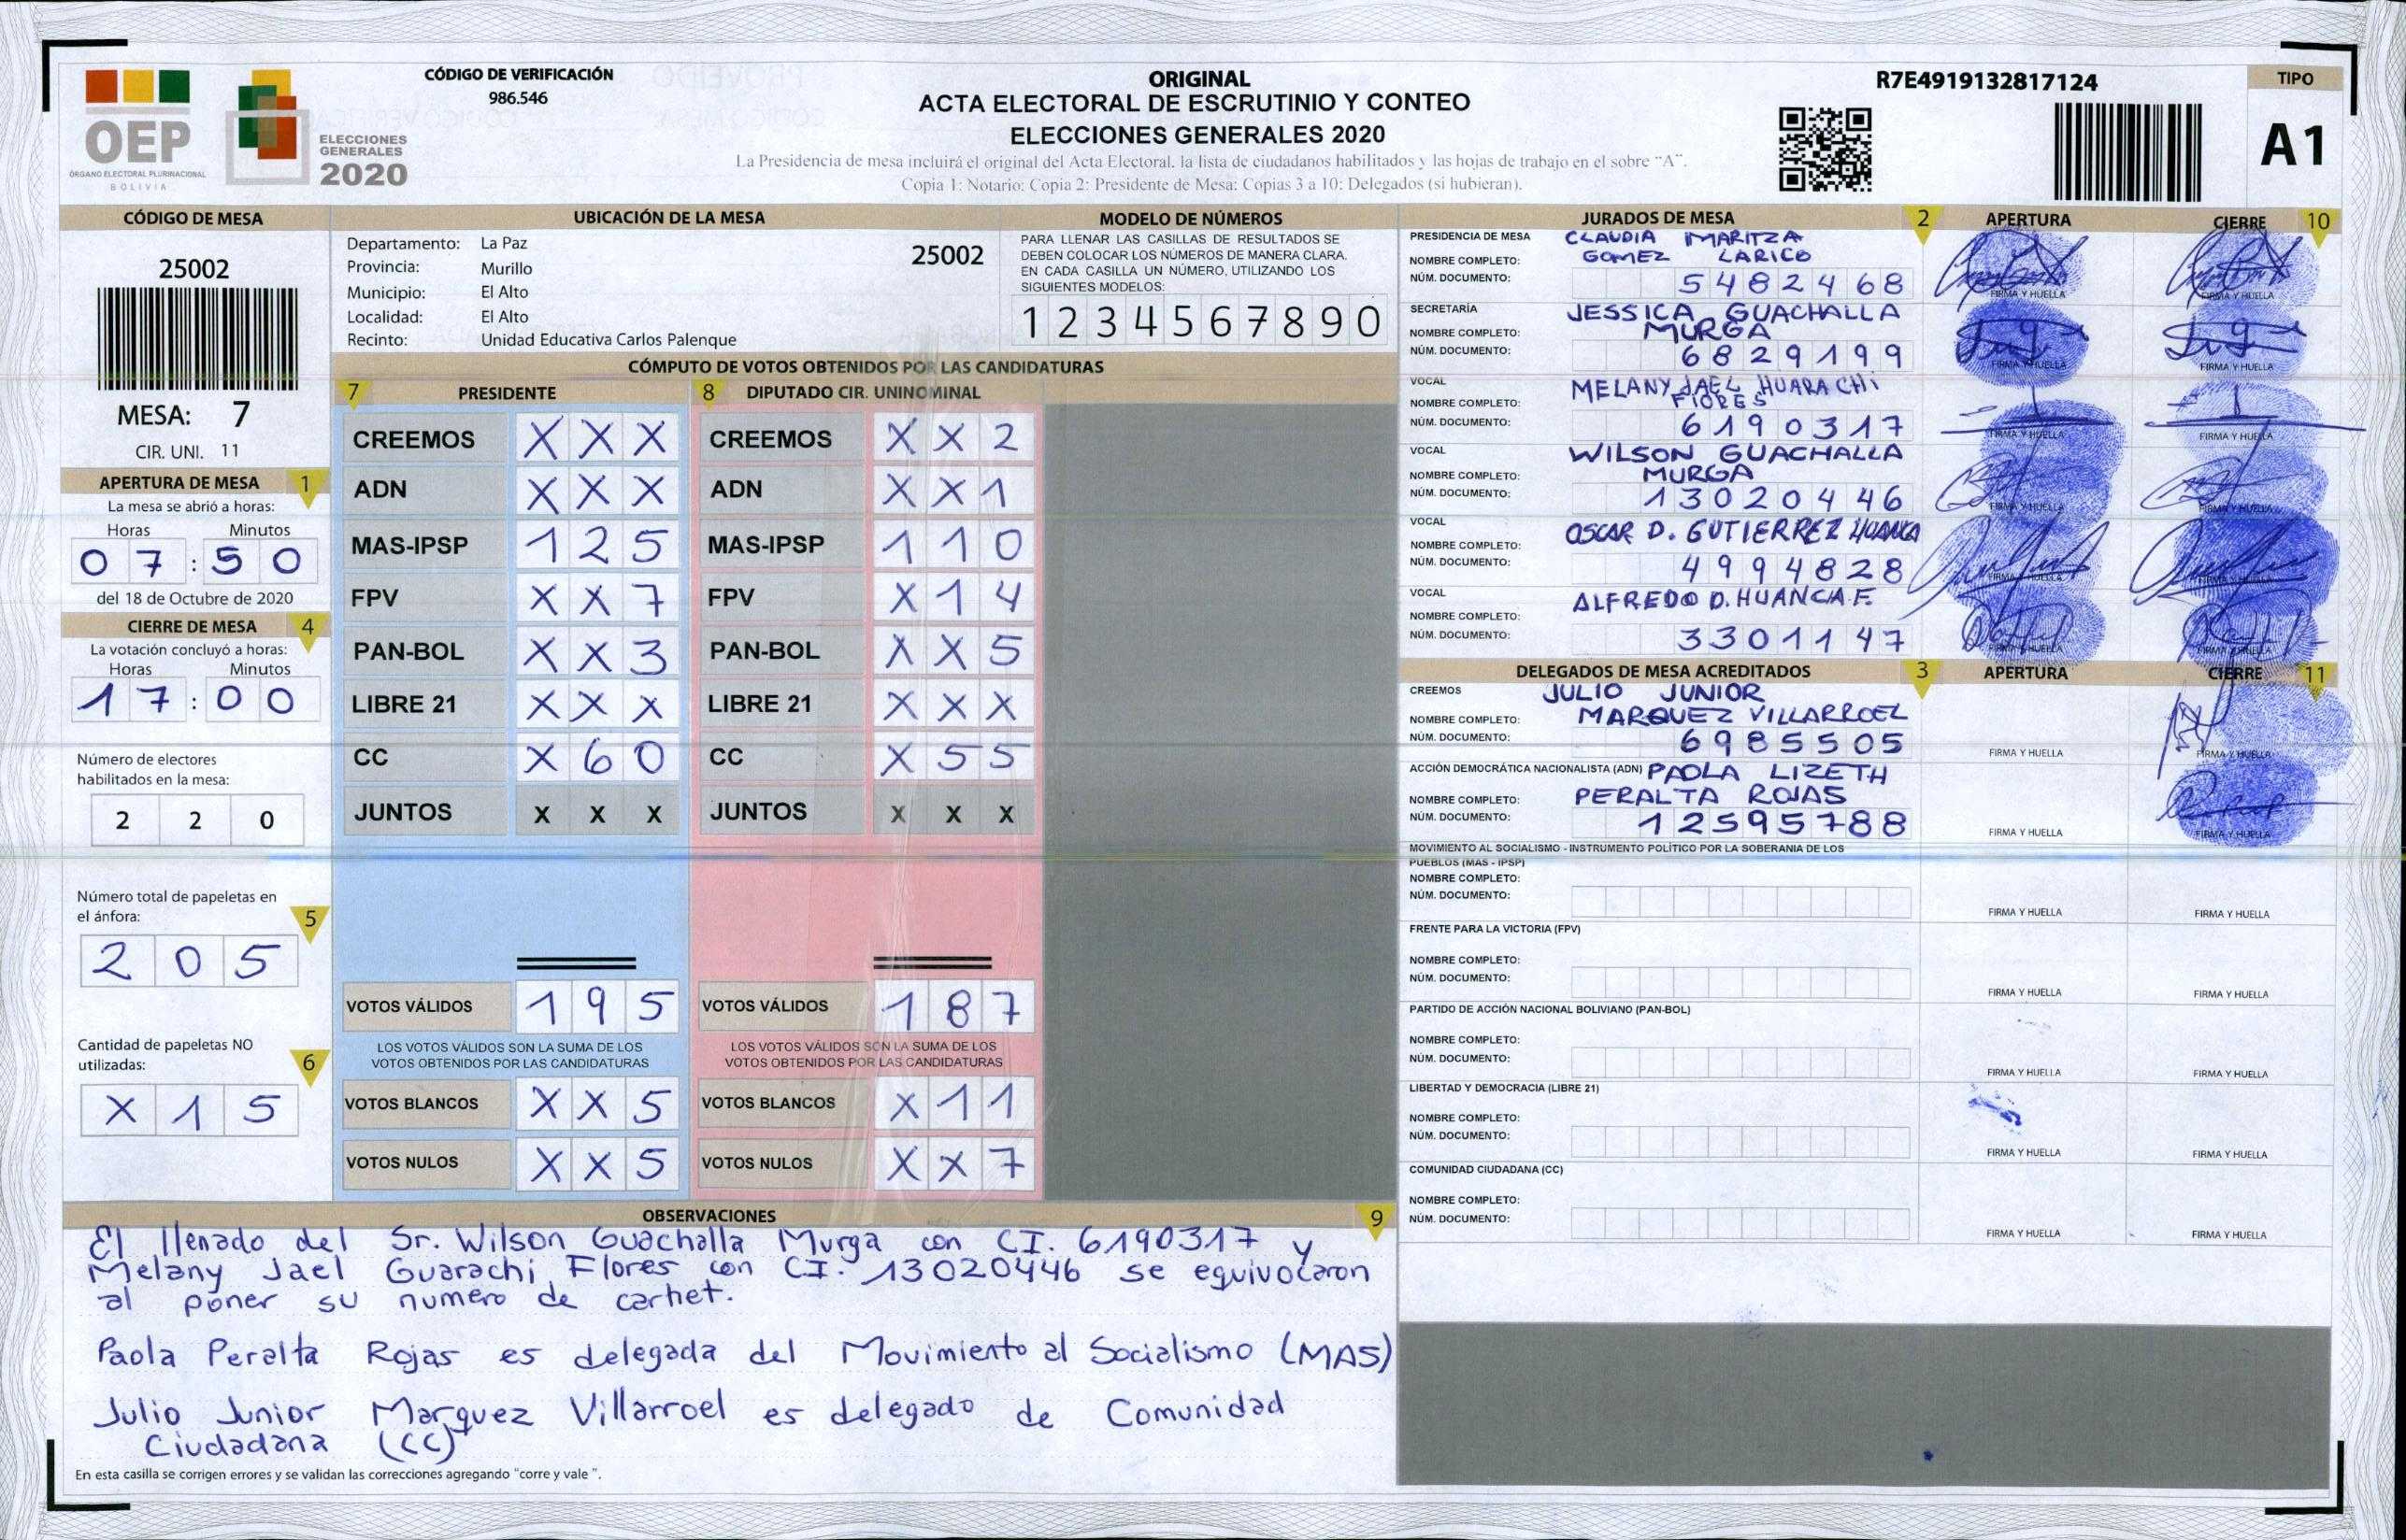 CÓDIGO DE VERIFICACIÓN
986.546
OEP
ÓRGANO ELECTORAL PLURINACIONAL
BOLIVIA
ELECCIONES
GENERALES
2020
ORIGINAL
ACTA ELECTORAL DE ESCRUTINIO Y CONTEO
ELECCIONES GENERALES 2020
La Presidencia de mesa incluirá el original del Acta Electoral, la lista de ciudadanos habilitados y las hojas de trabajo en el sobre "A".
Copia 1: Notario; Copia 2: Presidente de Mesa; Copias 3 a 10: Delegados (si hubieran).
R7E4919132817124
TIPO
A1
CÓDIGO DE MESA
25002
MESA: 7
CIR. UNI. 11
APERTURA DE MESA 1
La mesa se abrió a horas:
Horas Minutos
07:50
del 18 de Octubre de 2020
CIERRE DE MESA 4
La votación concluyó a horas:
Horas Minutos
17:00
Número de electores
habilitados en la mesa:
2 2 0
Número total de papeletas en
el ánfora: 5
2 0 5
Cantidad de papeletas NO
utilizadas: 6
X 1 5
UBICACIÓN DE LA MESA
Departamento: La Paz 25002
Provincia: Murillo
Municipio: El Alto
Localidad: El Alto
Recinto: Unidad Educativa Carlos Palenque
MODELO DE NÚMEROS
PARA LLENAR LAS CASILLAS DE RESULTADOS SE
DEBEN COLOCAR LOS NÚMEROS DE MANERA CLARA.
EN CADA CASILLA UN NÚMERO, UTILIZANDO LOS
SIGUIENTES MODELOS:
1 2 3 4 5 6 7 8 9 0
CÓMPUTO DE VOTOS OBTENIDOS POR LAS CANDIDATURAS
7 PRESIDENTE 8 DIPUTADO CIR. UNINOMINAL
CREEMOS X X X CREEMOS X X 2
ADN X X X ADN X X 1
MAS-IPSP 1 2 5 MAS-IPSP 1 1 0
FPV X X 7 FPV X 1 4
PAN-BOL X X 3 PAN-BOL X X 5
LIBRE 21 X X X LIBRE 21 X X X
CC X 6 0 CC X 5 5
JUNTOS X X X JUNTOS X X X
VOTOS VÁLIDOS 1 9 5 VOTOS VÁLIDOS 1 8 7
LOS VOTOS VÁLIDOS SON LA SUMA DE LOS LOS VOTOS VÁLIDOS SON LA SUMA DE LOS
VOTOS OBTENIDOS POR LAS CANDIDATURAS VOTOS OBTENIDOS POR LAS CANDIDATURAS
VOTOS BLANCOS X X 5 VOTOS BLANCOS X 1 1
VOTOS NULOS X X 5 VOTOS NULOS X X 7
JURADOS DE MESA 2 APERTURA CIERRE 10
PRESIDENCIA DE MESA CLAUDIA MARITZA
NOMBRE COMPLETO: GOMEZ LARICO
NÚM. DOCUMENTO: 5482468 FIRMA Y HUELLA FIRMA Y HUELLA
SECRETARÍA JESSICA GUACHALLA
NOMBRE COMPLETO: MURGA
NÚM. DOCUMENTO: 6829199 FIRMA Y HUELLA FIRMA Y HUELLA
VOCAL MELANY JAEL HUARACHi
NOMBRE COMPLETO: FlORES
NÚM. DOCUMENTO: 6190317 FIRMA Y HUELLA FIRMA Y HUELLA
VOCAL WILSON GUACHALLA
NOMBRE COMPLETO: MURGA
NÚM. DOCUMENTO: 13020446 FIRMA Y HUELLA FIRMA Y HUELLA
VOCAL OSCAR D. GUTIERREZ HUANCA
NOMBRE COMPLETO:
NÚM. DOCUMENTO: 4994828 FIRMA Y HUELLA FIRMA Y HUELLA
VOCAL ALFREDO D. HUANCA F.
NOMBRE COMPLETO:
NÚM. DOCUMENTO: 3301147 FIRMA Y HUELLA FIRMA Y HUELLA
DELEGADOS DE MESA ACREDITADOS 3 APERTURA CIERRE 11
CREEMOS JULIO JUNIOR
NOMBRE COMPLETO: MARQUEZ VILLARROEL
NÚM. DOCUMENTO: 6985505 FIRMA Y HUELLA FIRMA Y HUELLA
ACCIÓN DEMOCRÁTICA NACIONALISTA (ADN) PAOLA LIZETH
NOMBRE COMPLETO: PERALTA ROJAS
NÚM. DOCUMENTO: 12595788 FIRMA Y HUELLA FIRMA Y HUELLA
MOVIMIENTO AL SOCIALISMO - INSTRUMENTO POLÍTICO POR LA SOBERANIA DE LOS
PUEBLOS (MAS - IPSP)
NOMBRE COMPLETO:
NÚM. DOCUMENTO: FIRMA Y HUELLA FIRMA Y HUELLA
FRENTE PARA LA VICTORIA (FPV)
NOMBRE COMPLETO:
NÚM. DOCUMENTO: FIRMA Y HUELLA FIRMA Y HUELLA
PARTIDO DE ACCIÓN NACIONAL BOLIVIANO (PAN-BOL)
NOMBRE COMPLETO:
NÚM. DOCUMENTO: FIRMA Y HUELLA FIRMA Y HUELLA
LIBERTAD Y DEMOCRACIA (LIBRE 21)
NOMBRE COMPLETO:
NÚM. DOCUMENTO: FIRMA Y HUELLA FIRMA Y HUELLA
COMUNIDAD CIUDADANA (CC)
NOMBRE COMPLETO:
NÚM. DOCUMENTO: FIRMA Y HUELLA FIRMA Y HUELLA
OBSERVACIONES 9
El llenado del Sr. Wilson Guachalla Murga con CI. 6190317 y
Melany Jael Guarachi Flores con CI. 13020446 se equivocaron
al poner su numero de carnet.
Paola Peralta Rojas es delegada del Movimiento al Socialismo (MAS)
Julio Junior Marquez Villarroel es delegado de Comunidad
Ciudadana (CC)
En esta casilla se corrigen errores y se validan las correcciones agregando "corre y vale".